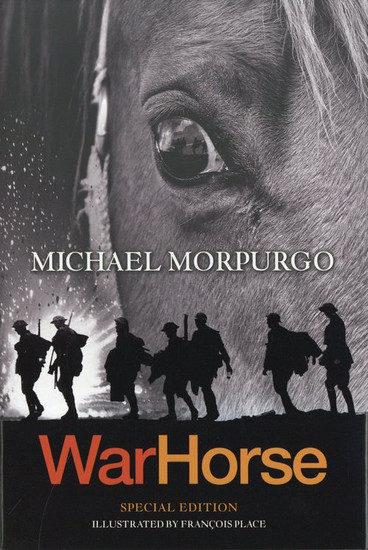 MICHAEL MORPURGO
WarHorse
SPECIAL EDITION
ILLUSTRATED BY FRANÇOIS PLACE